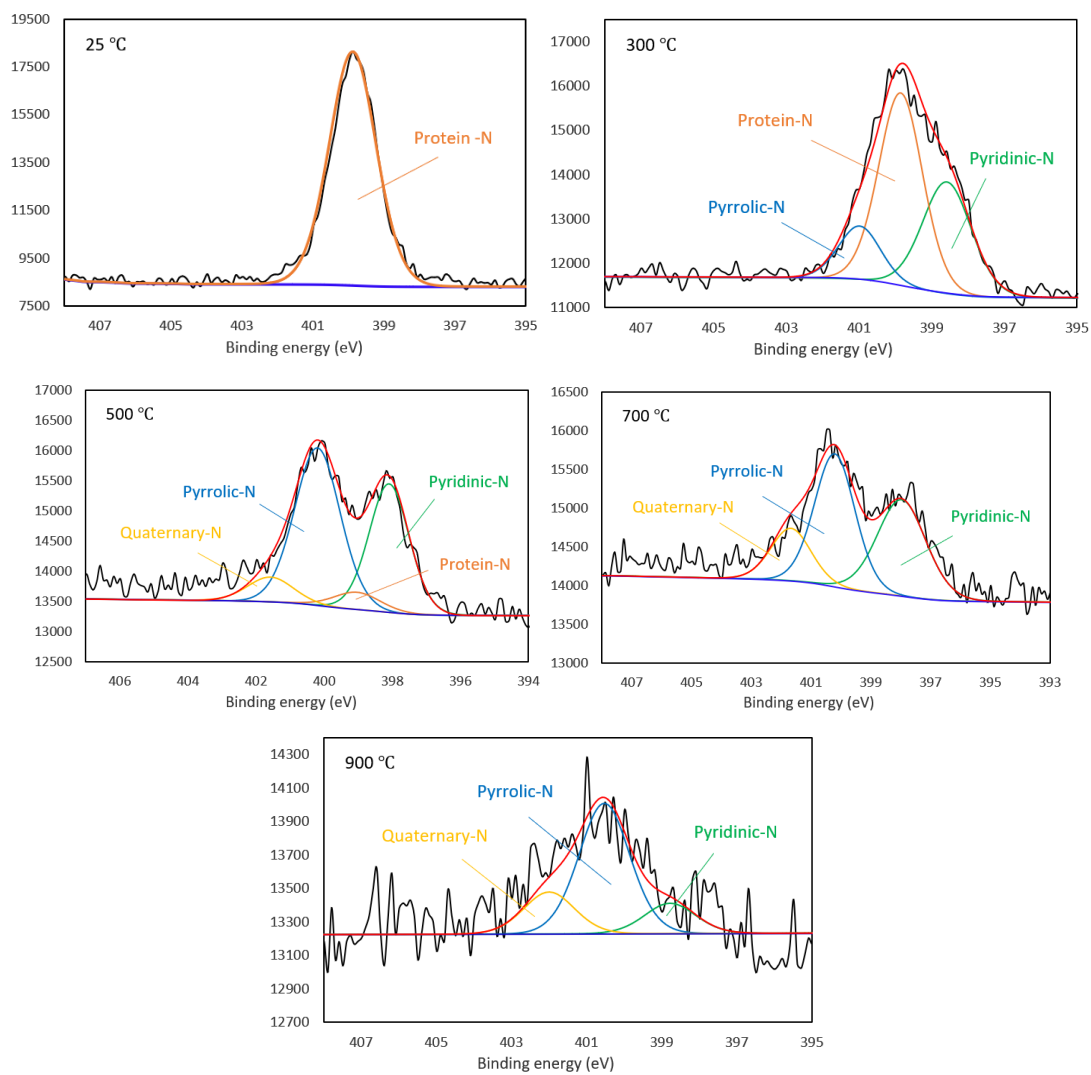 25 ℃
19500
17500
15500
13500
11500
9500
7500
Protein -N
407 405 403 401 399 397 395
Binding energy (eV)
300 ℃
17000
16000
15000
14000
13000
12000
11000
Protein-N
Pyridinic-N
Pyrrolic-N
407 405 403 401 399 397 395
Binding energy (eV)
500 ℃
17000
16500
16000
15500
15000
14500
14000
13500
13000
12500
Pyrrolic-N
Pyridinic-N
Quaternary-N
Protein-N
406 404 402 400 398 396 394
Binding energy (eV)
700 ℃
16500
16000
15500
15000
14500
14000
13500
13000
Pyrrolic-N
Quaternary-N
Pyridinic-N
407 405 403 401 399 397 395 393
Binding energy (eV)
900 ℃
14300
14100
13900
13700
13500
13300
13100
12900
12700
Pyrrolic-N
Quaternary-N
Pyridinic-N
407 405 403 401 399 397 395
Binding energy (eV)